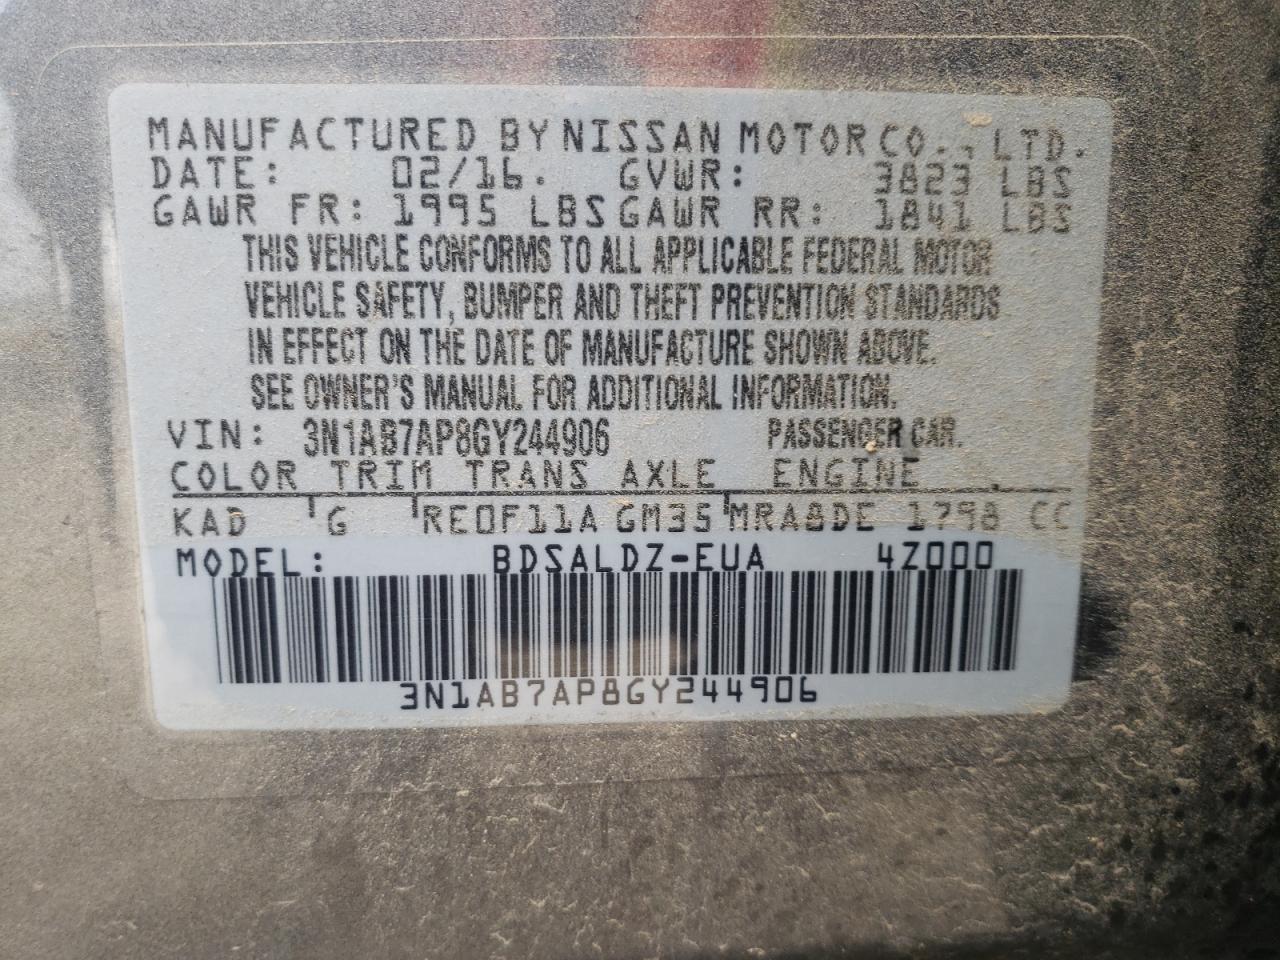 MANUFACTURED BY NISSAN MOTOR CO., LTD.
DATE: 02/16. GVWR: 3823 LBS
GAWR FR: 1995 LBS GAWR RR: 1841 LBS
THIS VEHICLE CONFORMS TO ALL APPLICABLE FEDERAL MOTOR
VEHICLE SAFETY, BUMPER AND THEFT PREVENTION STANDARDS
IN EFFECT ON THE DATE OF MANUFACTURE SHOWN ABOVE.
SEE OWNER'S MANUAL FOR ADDITIONAL INFORMATION.
VIN: 3N1AB7AP8GY244906 PASSENGER CAR.
COLOR TRIM TRANS AXLE ENGINE
KAD G RE0F11A GM35 MRA8DE 1798 CC
MODEL: BDSALDZ-EUA 4Z000
3N1AB7AP8GY244906